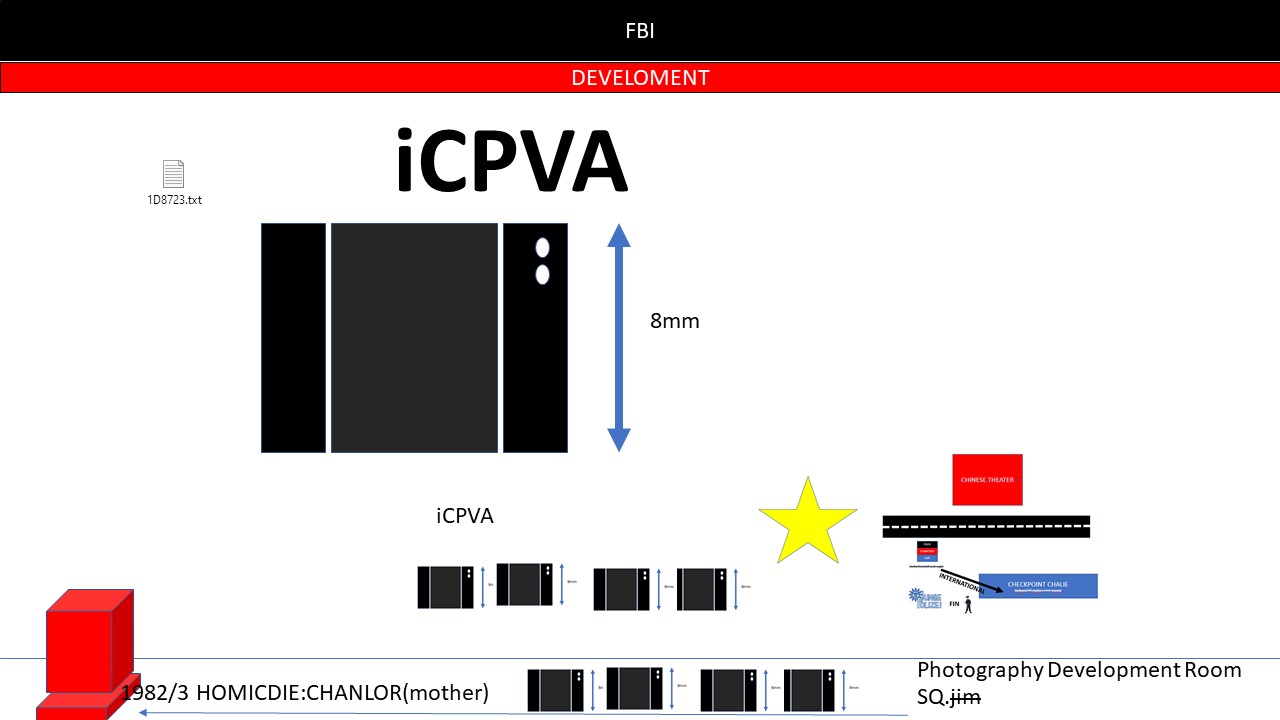 FBI
DEVELOMENT
iCPVA
1D8723.txt
8mm
iCPVA
CHINESE THEATER
INTERNATIONAL
CHECKPOINT CHALIE
FIN
1982/3 HOMICDIE:CHANLOR(mother)
Photography Development Room
SQ.jim